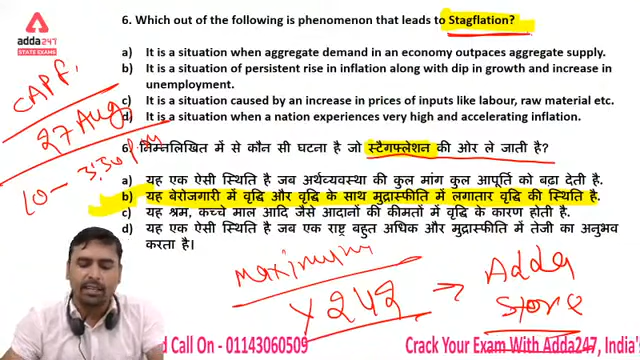 adda247
STATE EXAMS
6. Which out of the following is phenomenon that leads to Stagflation?
a) It is a situation when aggregate demand in an economy outpaces aggregate supply.
b) It is a situation of persistent rise in inflation along with dip in growth and increase in
unemployment.
c) It is a situation caused by an increase in prices of inputs like labour, raw material etc.
d) It is a situation when a nation experiences very high and accelerating inflation.
6. निम्नलिखित में से कौन सी घटना है जो स्टैगफ्लेशन की ओर ले जाती है?
a) यह एक ऐसी स्थिति है जब अर्थव्यवस्था की कुल मांग कुल आपूर्ति को बढ़ा देती है.
b) यह बेरोजगारी में वृद्धि और वृद्धि के साथ मुद्रास्फीति में लगातार वृद्धि की स्थिति है.
c) यह श्रम, कच्चे माल आदि जैसे आदानों की कीमतों में वृद्धि के कारण होती है.
d) यह एक ऐसी स्थिति है जब एक राष्ट्र बहुत अधिक और मुद्रास्फीति में तेजी का अनुभव
करता है।
CAPF
27 Aug
10 - 3:30 PM
Maximum
Y242 → Adda
Store
d Call On - 01143060509
Crack Your Exam With Adda247, India's